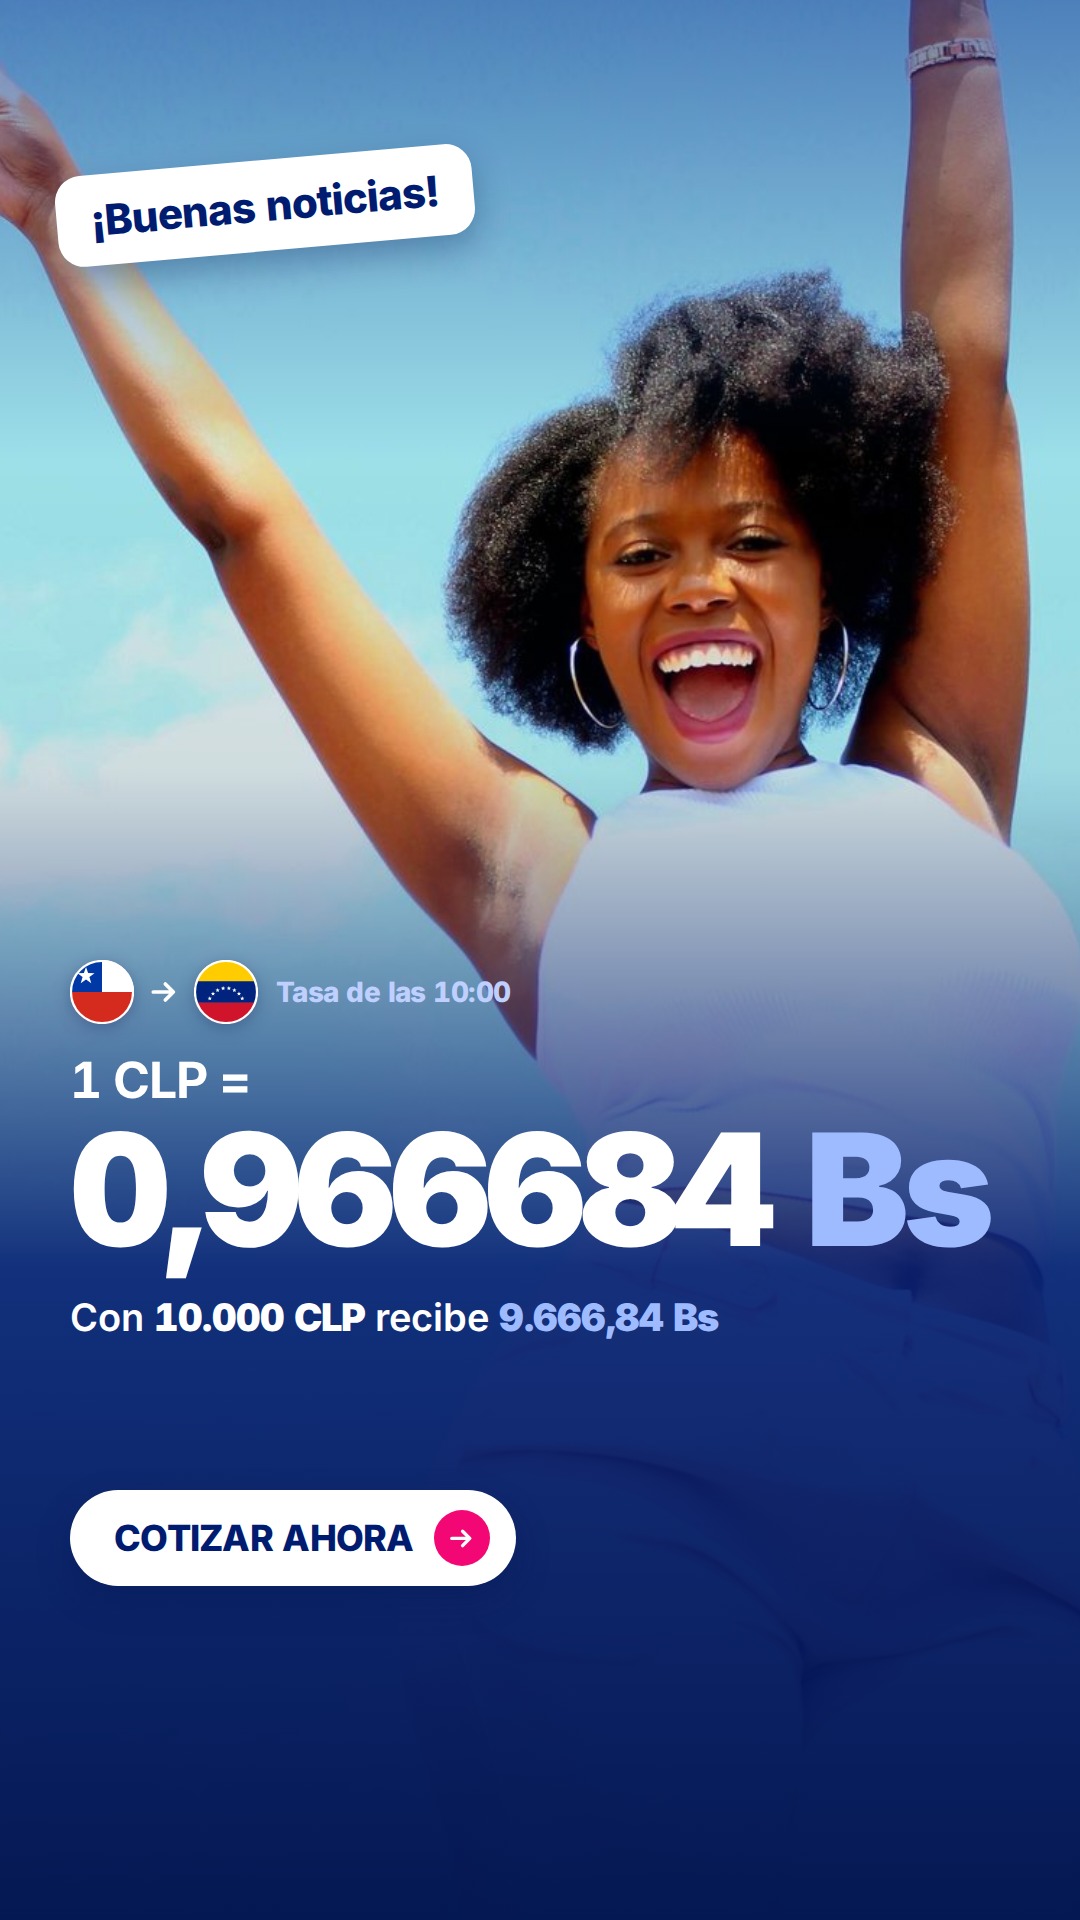 ¡Buenas noticias!
Tasa de las 10:00
1 CLP =
0,966684 Bs
Con 10.000 CLP recibe 9.666,84 Bs
COTIZAR AHORA